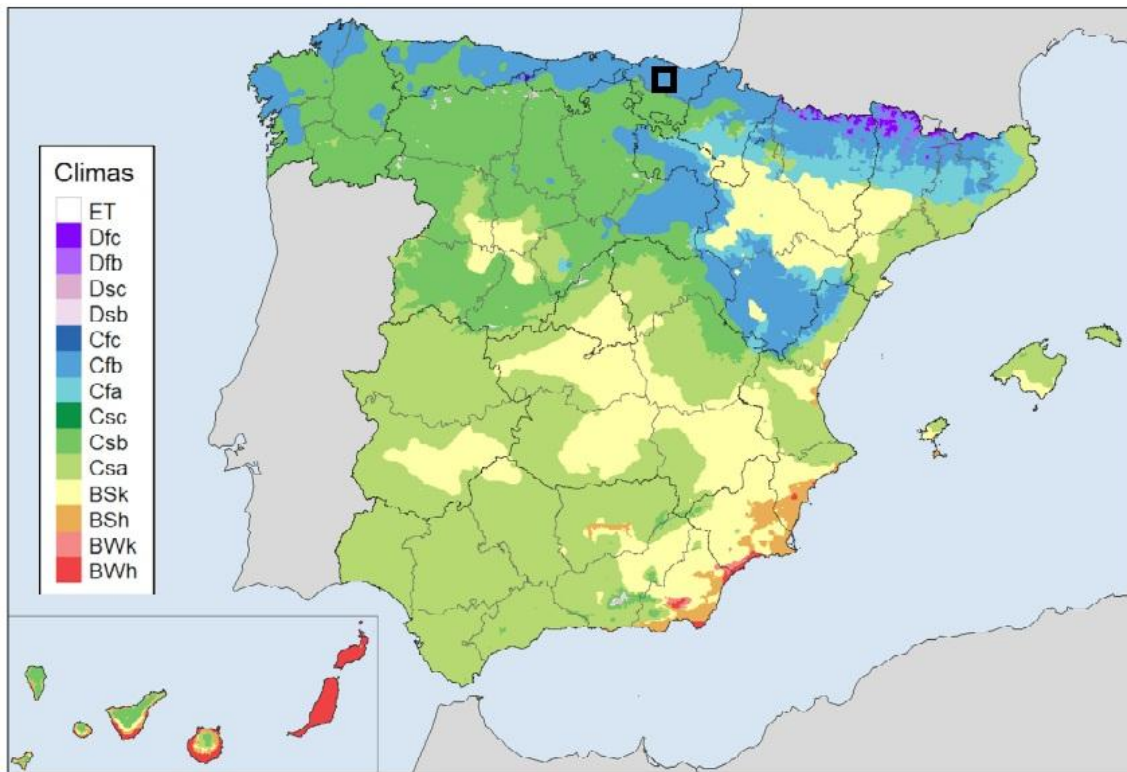 Climas
ET
Dfc
Dfb
Dsc
Dsb
Cfc
Cfb
Cfa
Csc
Csb
Csa
BSk
BSh
BWk
BWh